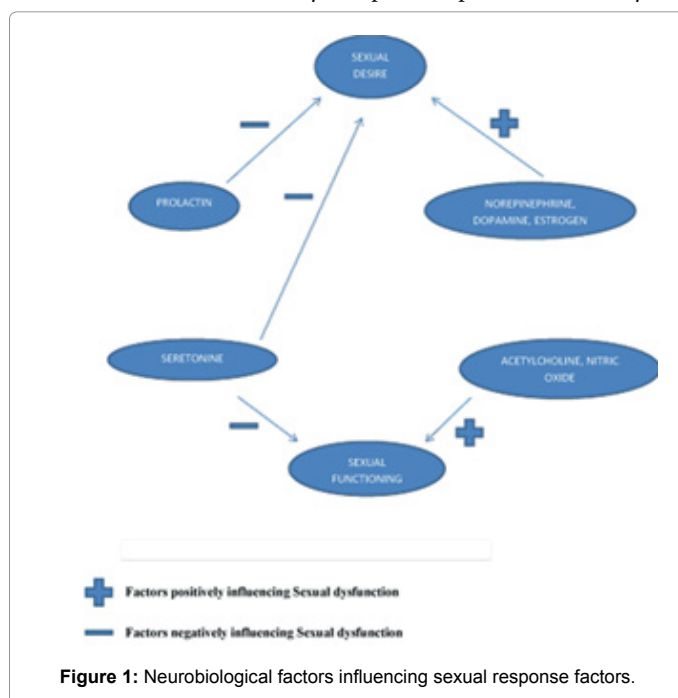 SEXUAL
DESIRE
PROLACTIN
NOREPINEPHRINE,
DOPAMINE, ESTROGEN
SERETONINE
ACETYLCHOLINE, NITRIC
OXIDE
SEXUAL
FUNCTIONING
Factors positively influencing Sexual dysfunction
Factors negatively influencing Sexual dysfunction
Figure 1: Neurobiological factors influencing sexual response factors.